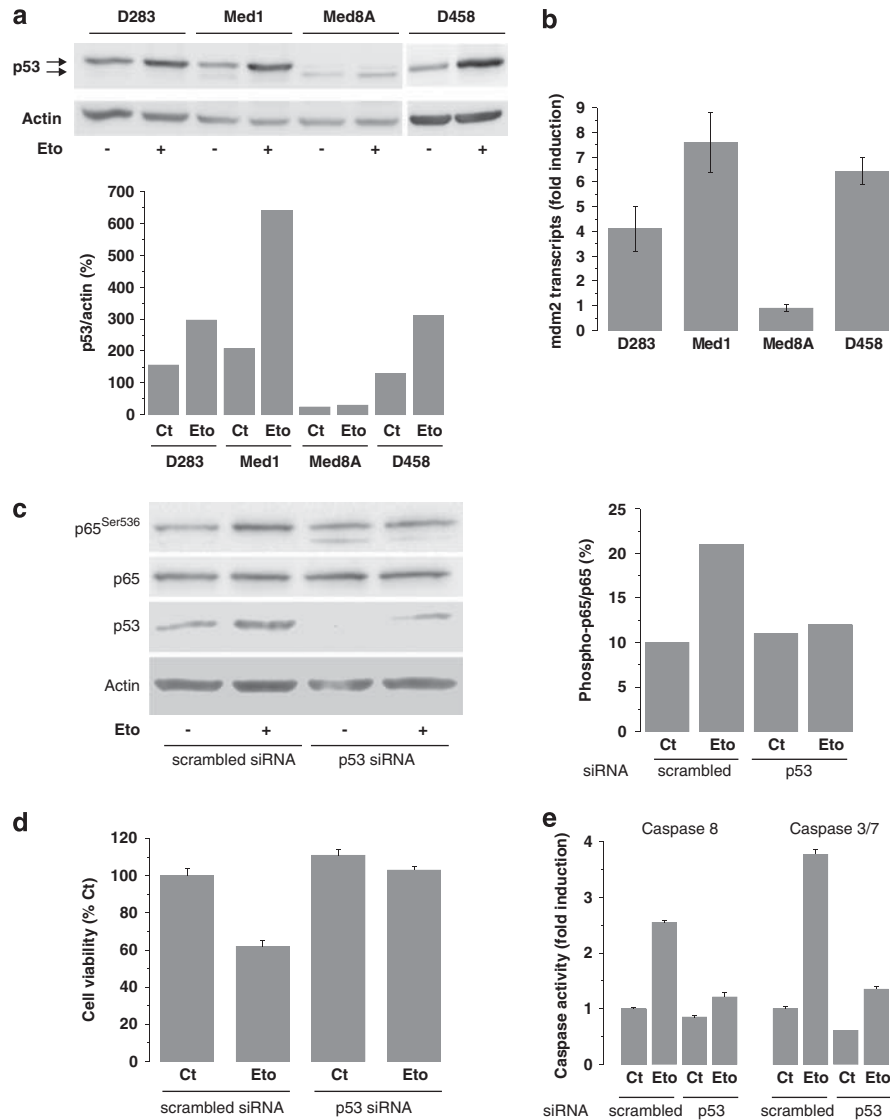 a
D283 Med1 Med8A D458
p53
Actin
Eto - + - + - + - +
p53/actin (%)
700
600
500
400
300
200
100
0
Ct Eto Ct Eto Ct Eto Ct Eto
D283 Med1 Med8A D458
b
mdm2 transcripts (fold induction)
9
8
7
6
5
4
3
2
1
0
D283 Med1 Med8A D458
c
p65Ser536
p65
p53
Actin
Eto - + - +
scrambled siRNA p53 siRNA
Phospho-p65/p65 (%)
25
20
15
10
5
0
Ct Eto Ct Eto
siRNA scrambled p53
d
Cell viability (% Ct)
120
100
80
60
40
20
0
Ct Eto Ct Eto
scrambled siRNA p53 siRNA
e
Caspase 8 Caspase 3/7
Caspase activity (fold induction)
4
3
2
1
0
Ct Eto Ct Eto Ct Eto Ct Eto
siRNA scrambled p53 scrambled p53